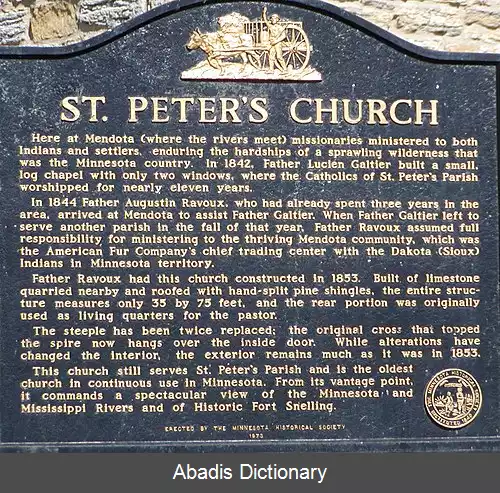 ST. PETER'S CHURCH
Here at Mendota (where the rivers meet) missionaries ministered to both
Indians and settlers, enduring the hardships of a sprawling wilderness that
was the Minnesota country. In 1842, Father Lucien Galtier built a small,
log chapel with only two windows, where the Catholics of St. Peter's Parish
worshipped for nearly eleven years.
In 1844 Father Augustin Ravoux, who had already spent three years in the
area, arrived at Mendota to assist Father Galtier. When Father Galtier left to
serve another parish in the fall of that year, Father Ravoux assumed full
responsibility for ministering to the thriving Mendota community, which was
the American Fur Company's chief trading center with the Dakota (Sioux)
Indians in Minnesota territory.
Father Ravoux had this church constructed in 1853. Built of limestone
quarried nearby and roofed with hand-split pine shingles, the entire struc-
ture measures only 35 by 75 feet, and the rear portion was originally
used as living quarters for the pastor.
The steeple has been twice replaced; the original cross that topped
the spire now hangs over the inside door. While alterations have
changed the interior, the exterior remains much as it was in 1853.
This church still serves St. Peter's Parish and is the oldest
church in continuous use in Minnesota. From its vantage point,
it commands a spectacular view of the Minnesota and
Mississippi Rivers and of Historic Fort Snelling.
ERECTED BY THE MINNESOTA HISTORICAL SOCIETY
Abadis Dictionary